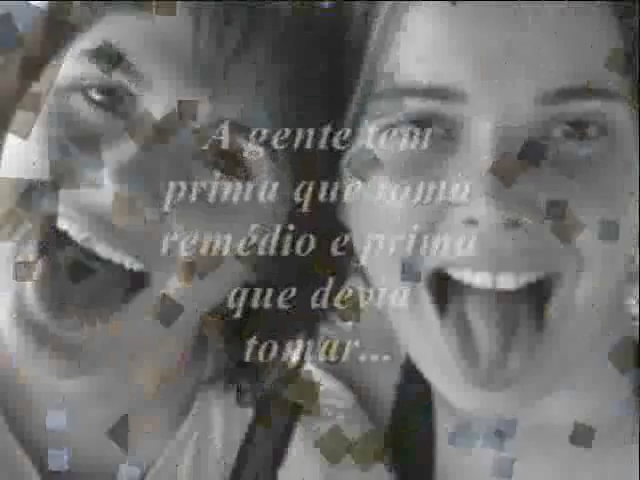 A gente tem
prima que toma
remédio e prima
que devia
tomar...